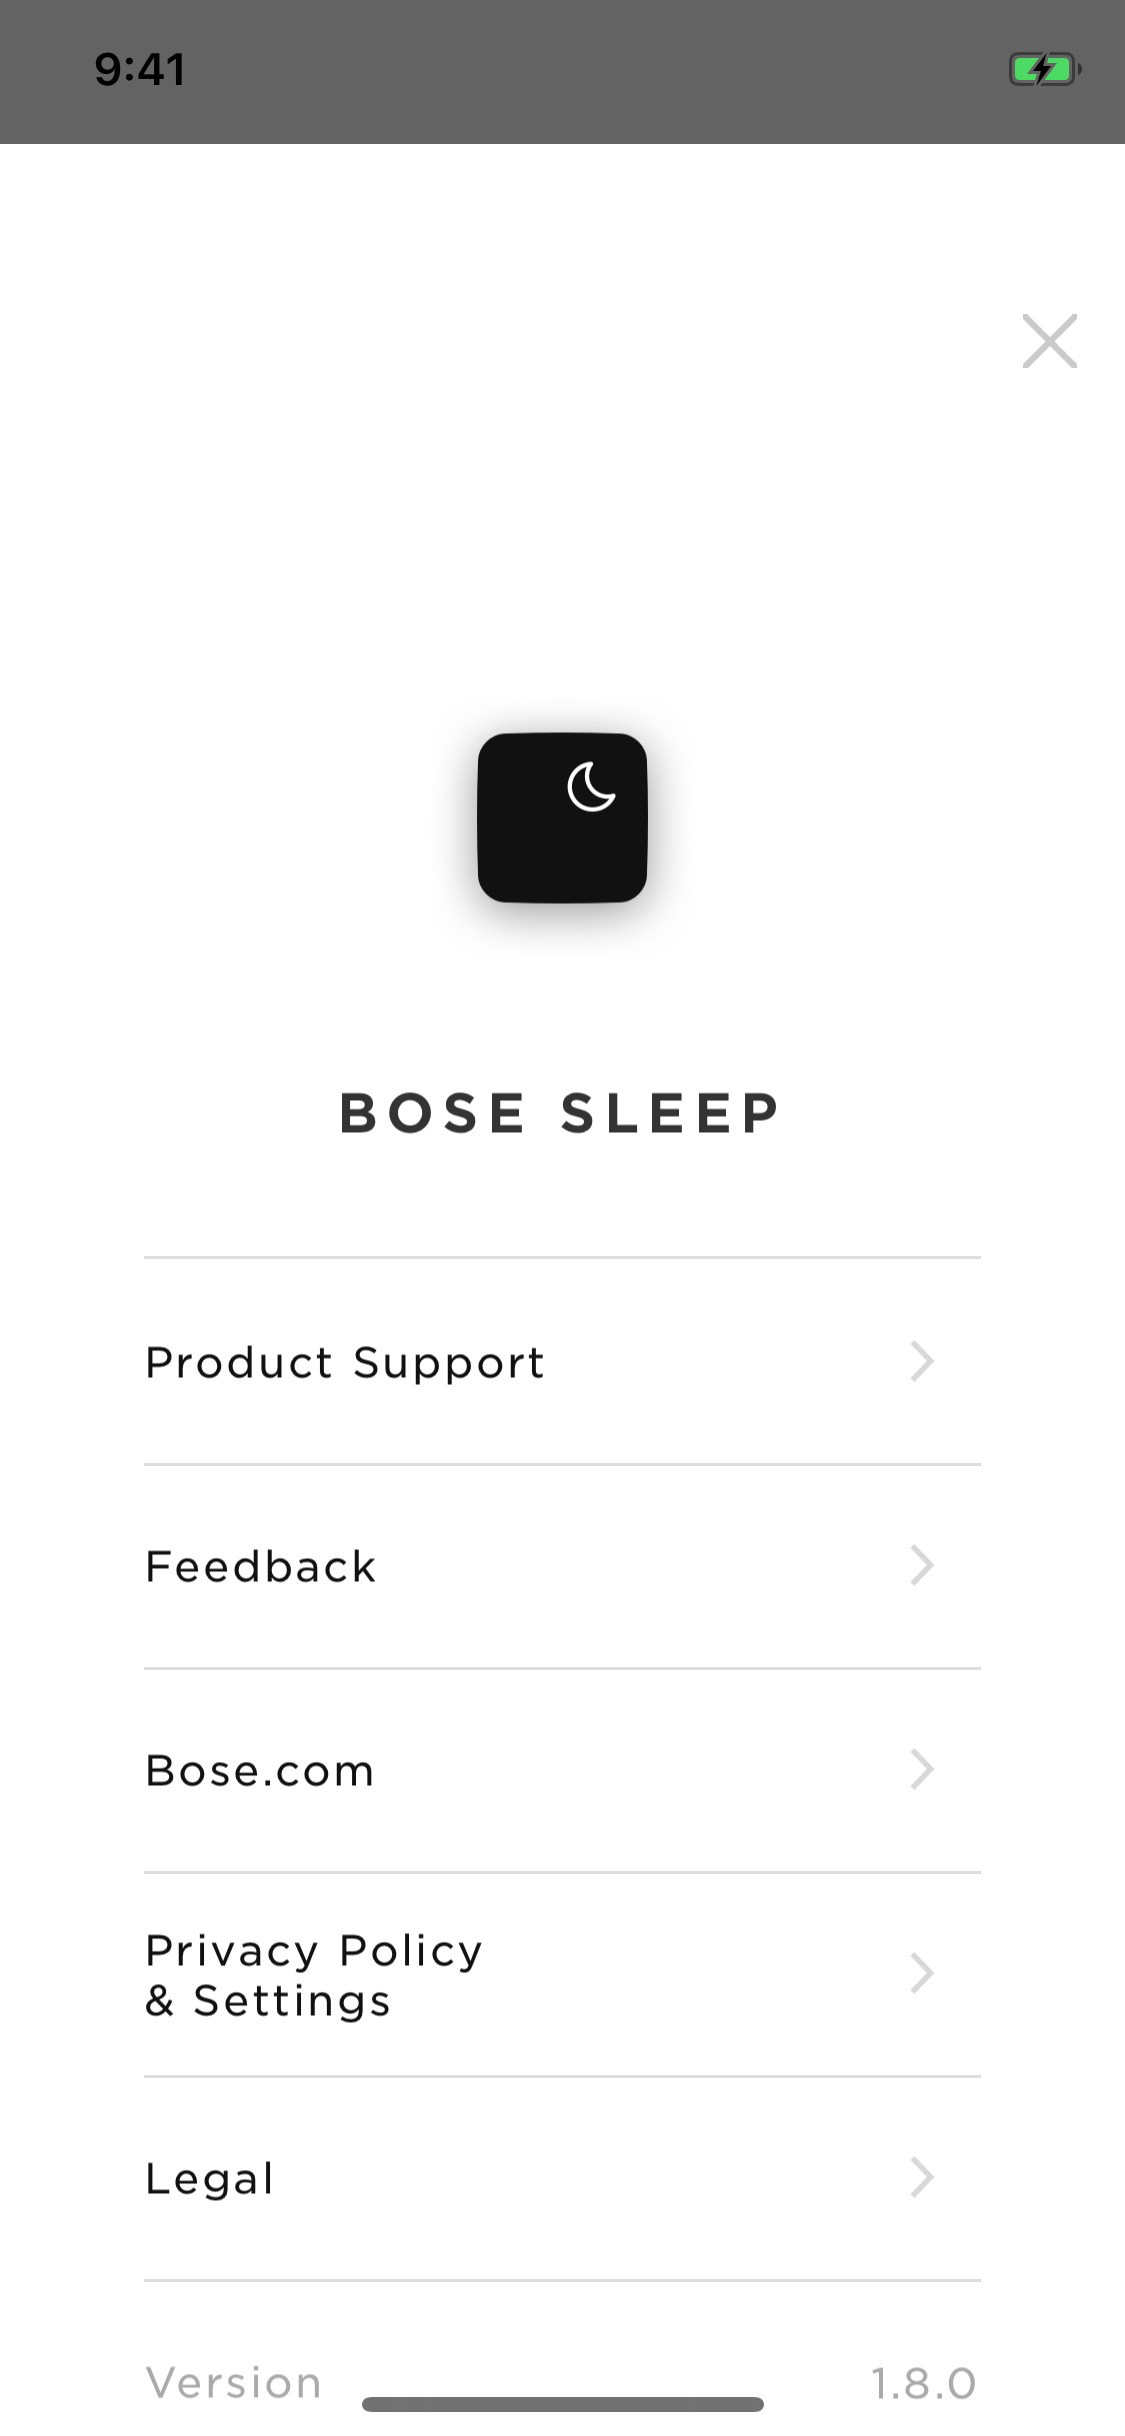 9:41
BOSE SLEEP
Product Support
Feedback
Bose.com
Privacy Policy
& Settings
Legal
Version 1.8.0